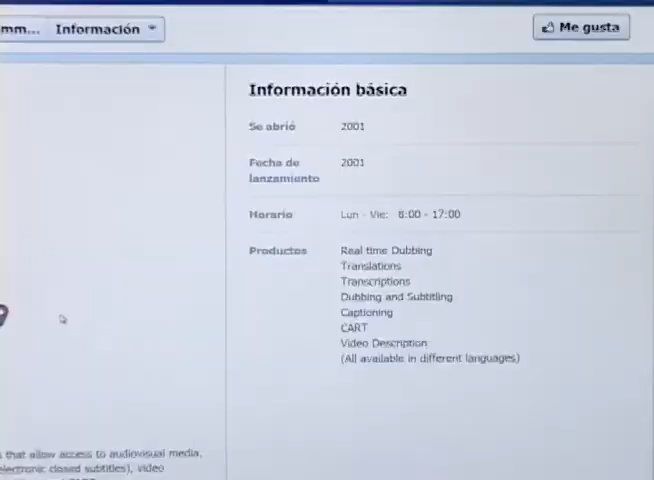 mm... Información
Me gusta
Información básica
Se abrió 2001
Fecha de lanzamiento 2001
Horario Lun - Vie: 8:00 - 17:00
Productos Real time Dubbing
Translations
Transcriptions
Dubbing and Subtitling
Captioning
CART
Video Description
(All available in different languages)
s that allow access to audiovisual media,
electronic closed subtitles), video